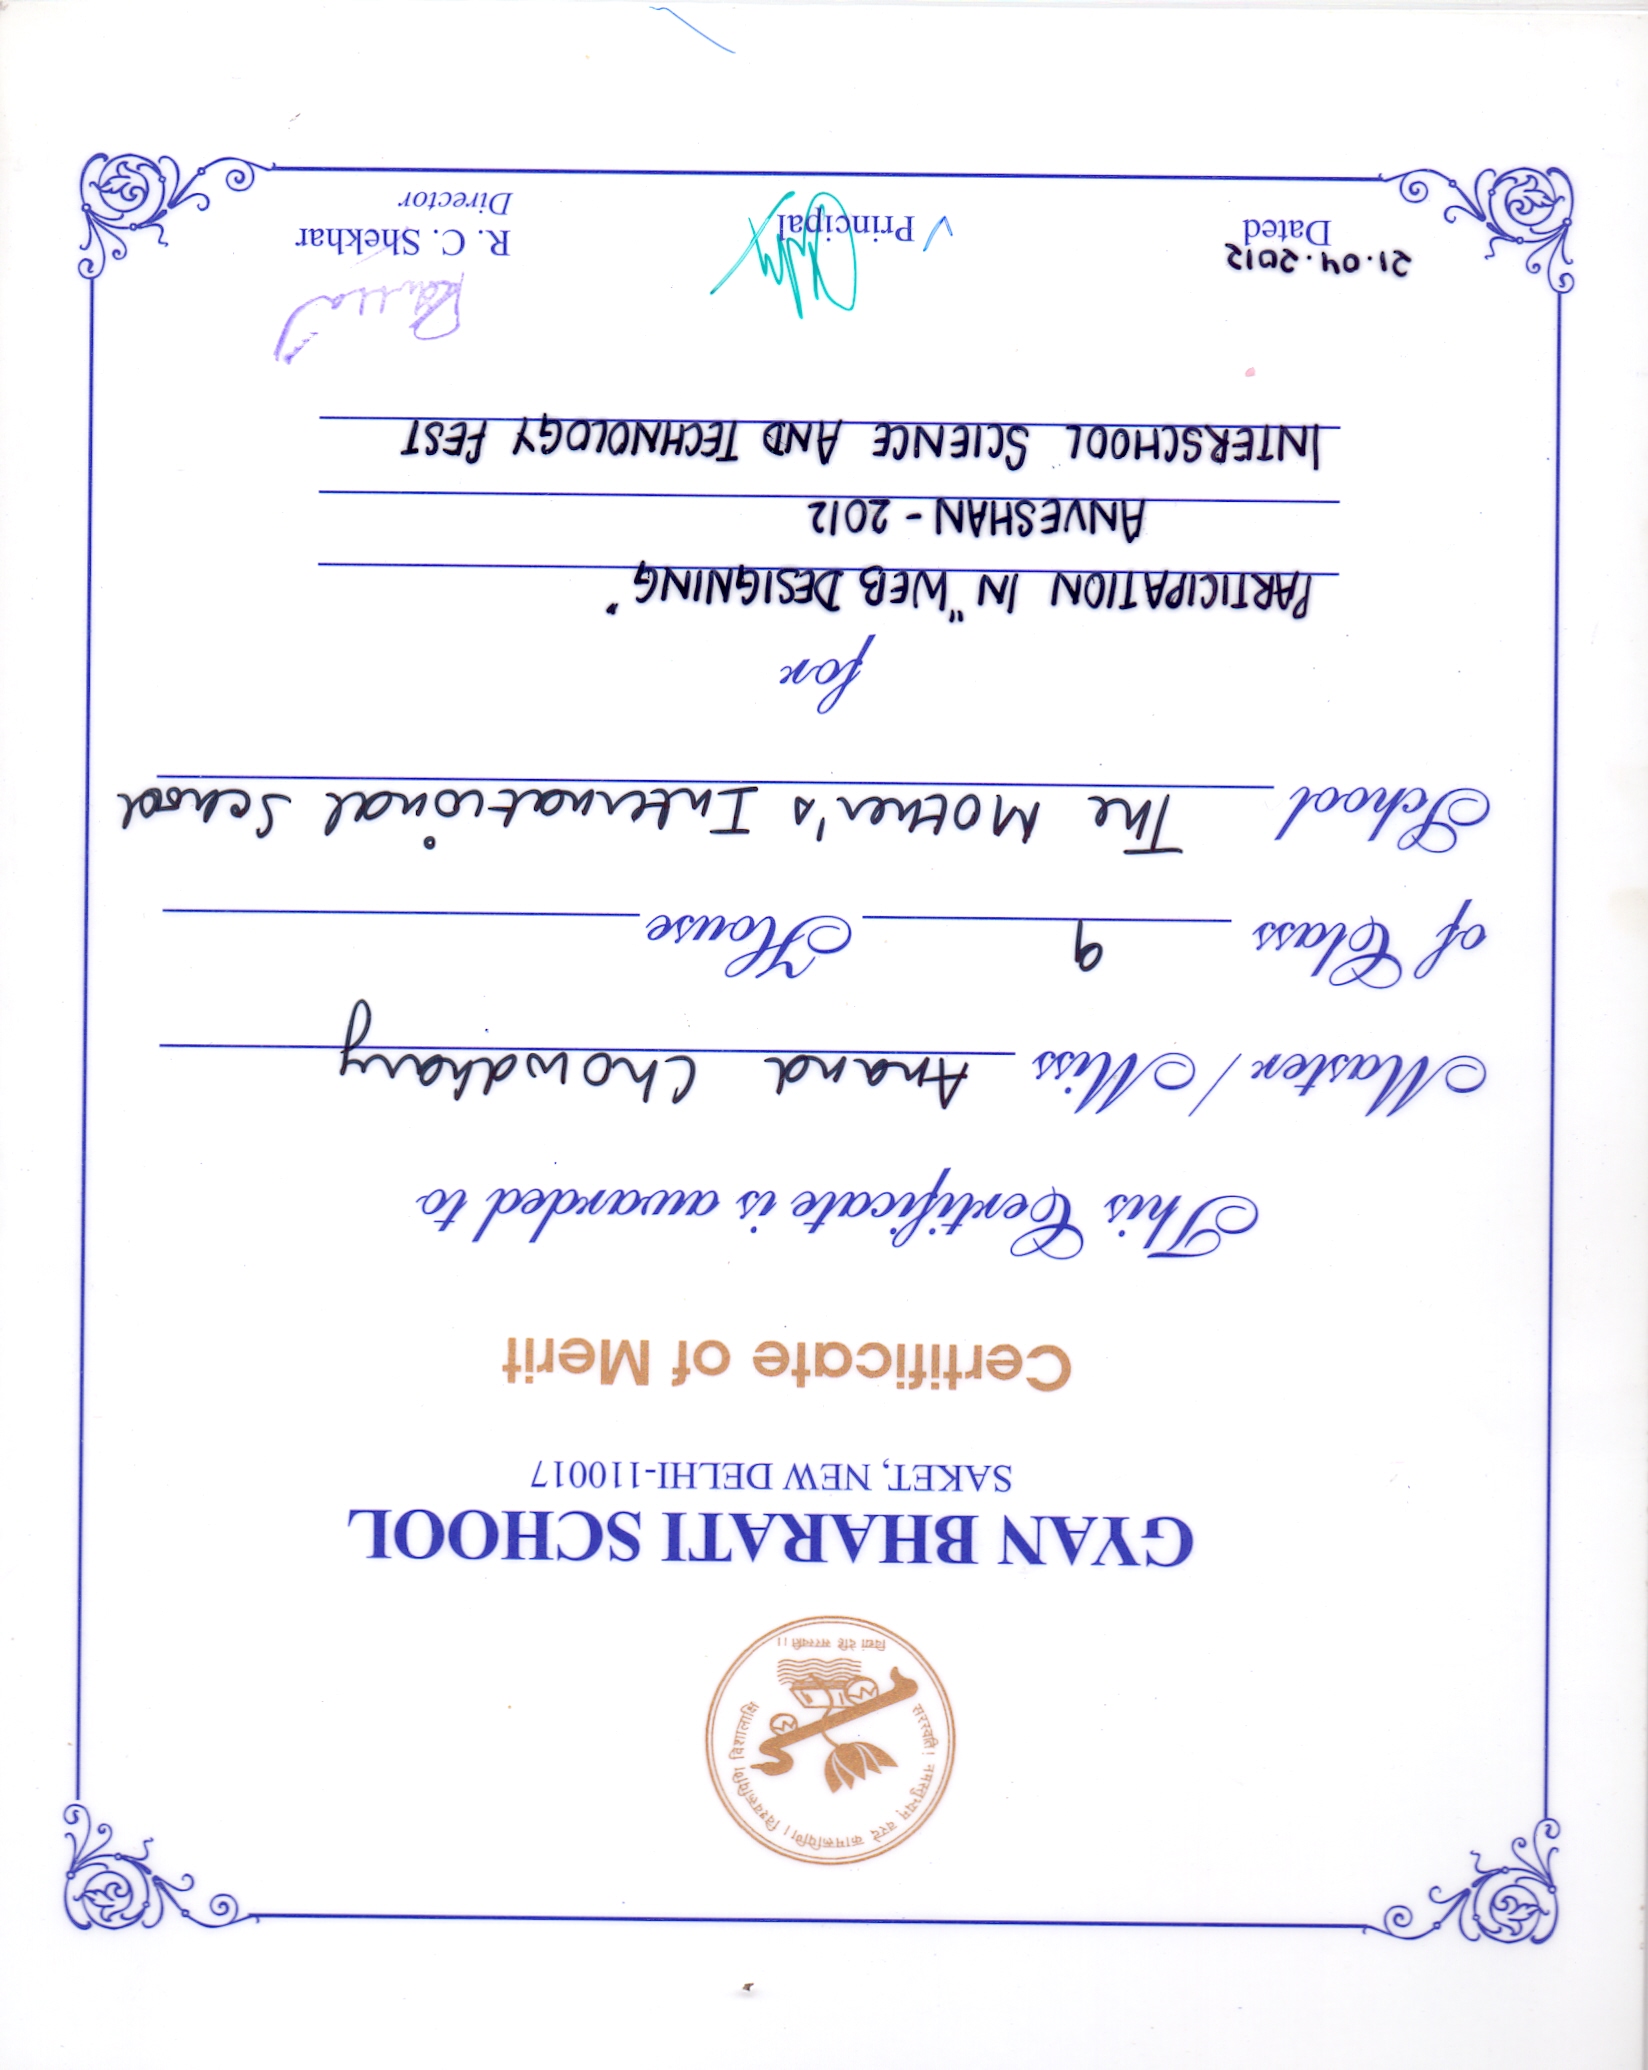 सरस्वति! नमस्तुभ्यम् वरदे कामरूपिणि। विश्वरूपिणि विशालाक्षि
विद्यां देहि सरस्वति।।
GYAN BHARATI SCHOOL
SAKET, NEW DELHI-110017
Certificate of Merit
This Certificate is awarded to
Master / Miss Anand Chowdhary
of Class 9 House
School The Mother's International School
for
PARTICIPATION IN "WEB DESIGNING"
ANVESHAN - 2012
INTERSCHOOL SCIENCE AND TECHNOLOGY FEST
21.04.2012
Dated
✓ Principal
R. C. Shekhar
Director